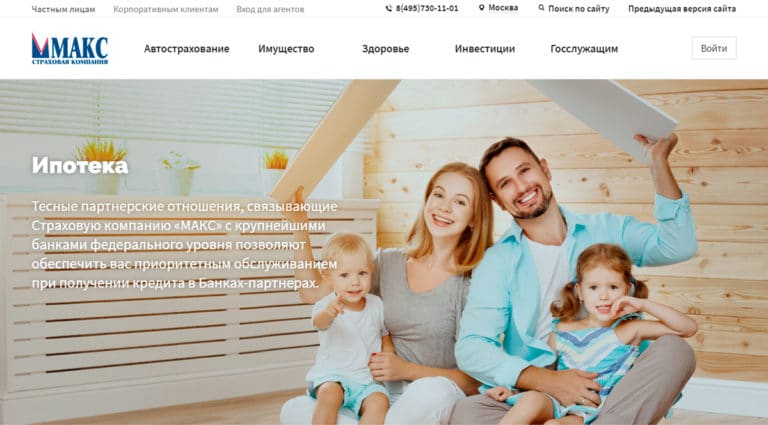 Частным лицам Корпоративным клиентам Вход для агентов 8(495)730-11-01 Москва Поиск по сайту Предыдущая версия сайта
МАКС
СТРАХОВАЯ КОМПАНИЯ
Автострахование Имущество Здоровье Инвестиции Госслужащим Войти
Ипотека
Тесные партнерские отношения, связывающие
Страховую компанию «МАКС» с крупнейшими
банками федерального уровня позволяют
обеспечить вас приоритетным обслуживанием
при получении кредита в Банках-партнерах.